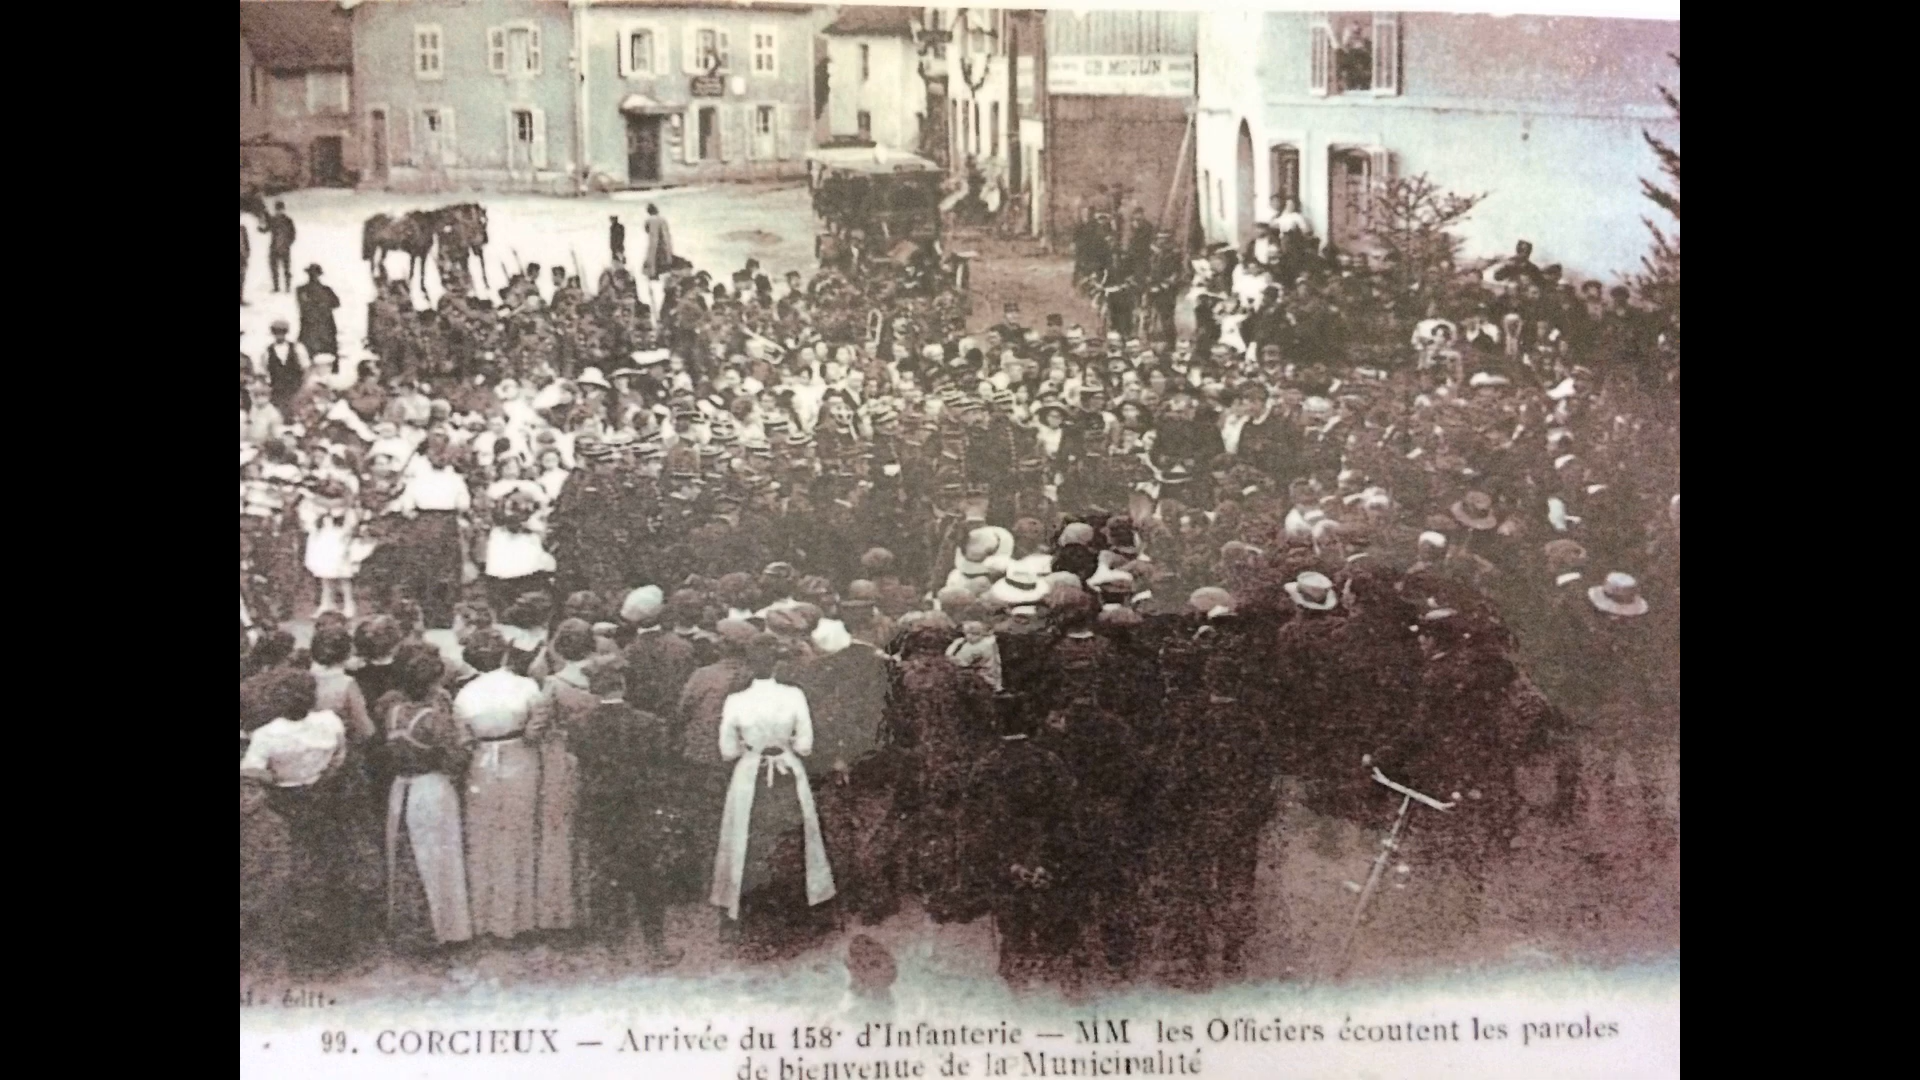 CH MOULIN
édit.
99. CORCIEUX — Arrivée du 158e d'Infanterie — MM les Officiers écoutent les paroles
de bienvenue de la Municipalité